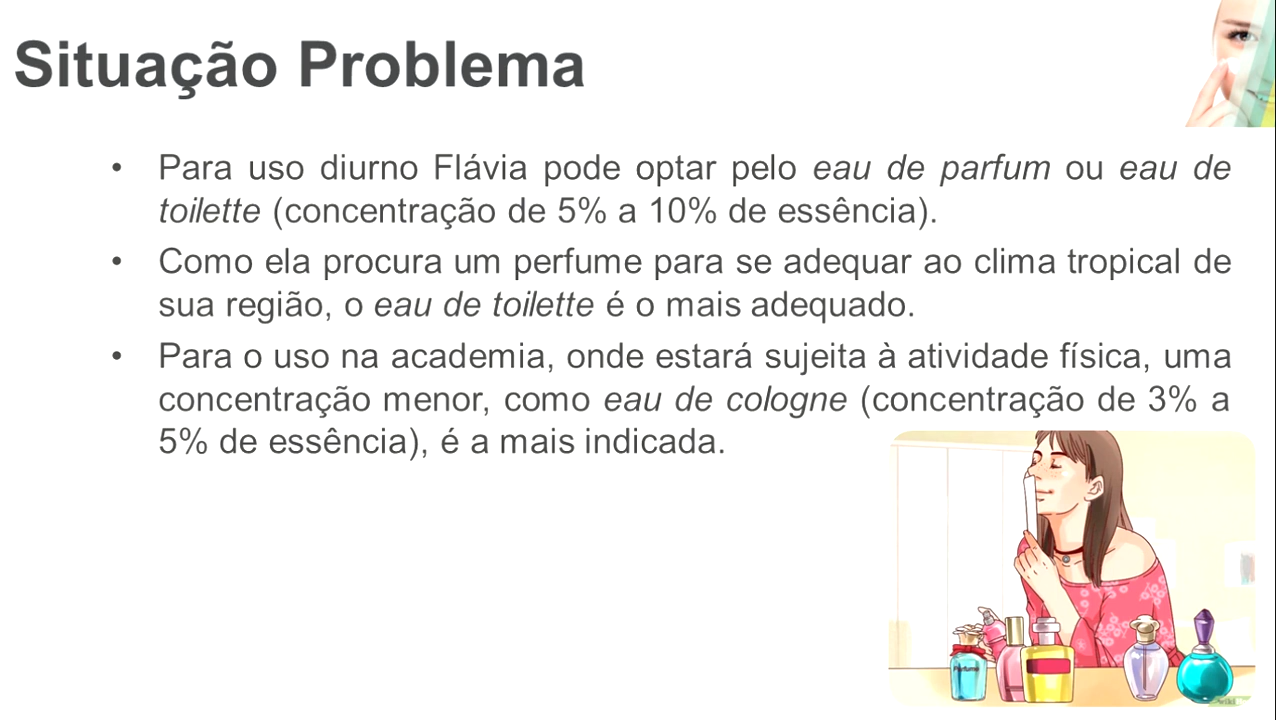 Situação Problema
• Para uso diurno Flávia pode optar pelo eau de parfum ou eau de
toilette (concentração de 5% a 10% de essência).
• Como ela procura um perfume para se adequar ao clima tropical de
sua região, o eau de toilette é o mais adequado.
• Para o uso na academia, onde estará sujeita à atividade física, uma
concentração menor, como eau de cologne (concentração de 3% a
5% de essência), é a mais indicada.